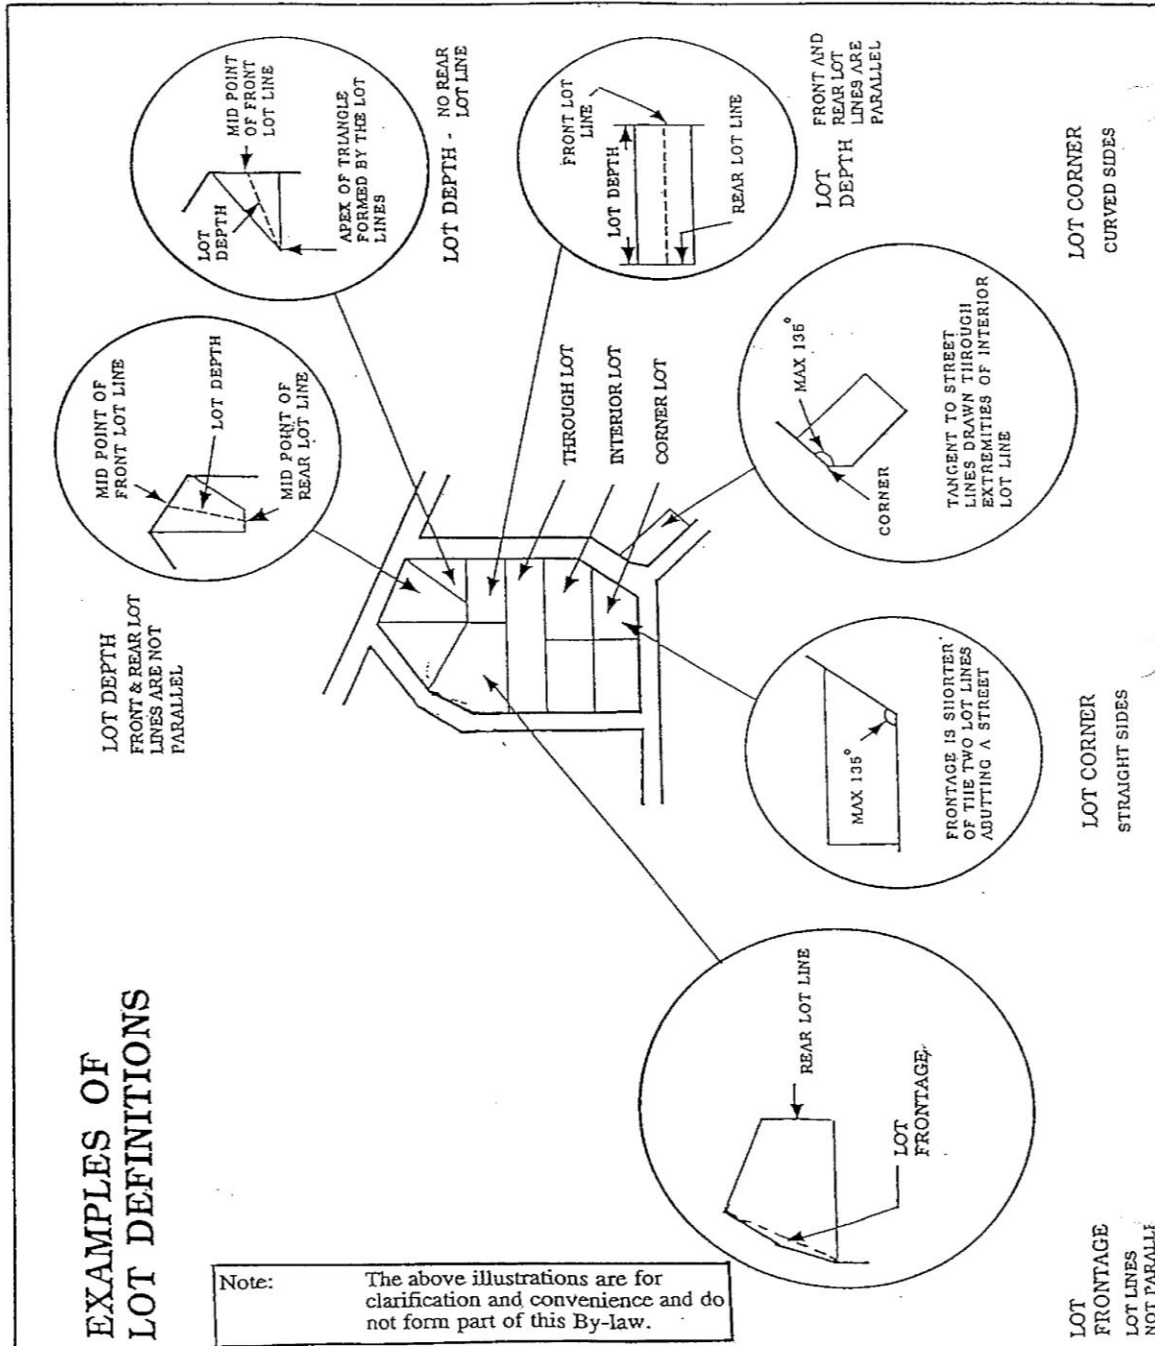 EXAMPLES OF
LOT DEFINITIONS
LOT DEPTH
FRONT & REAR LOT
LINES ARE NOT
PARALLEL
MID POINT OF
FRONT LOT LINE
LOT DEPTH
MID POINT OF
REAR LOT LINE
MID POINT
OF FRONT
LOT LINE
LOT
DEPTH
APEX OF TRIANGLE
FORMED BY THE LOT
LINES
LOT DEPTH - NO REAR
LOT LINE
FRONT LOT
LINE
LOT DEPTH
REAR LOT LINE
LOT
DEPTH
FRONT AND
REAR LOT
LINES ARE
PARALLEL
THROUGH LOT
INTERIOR LOT
CORNER LOT
MAX 135°
CORNER
TANGENT TO STREET
LINES DRAWN THROUGH
EXTREMITIES OF INTERIOR
LOT LINE
LOT CORNER
CURVED SIDES
MAX 135°
FRONTAGE IS SHORTER
OF THE TWO LOT LINES
ABUTTING A STREET
LOT CORNER
STRAIGHT SIDES
REAR LOT LINE
LOT
FRONTAGE
LOT
FRONTAGE
LOT LINES
NOT
Note: The above illustrations are for
clarification and convenience and do
not form part of this By-law.